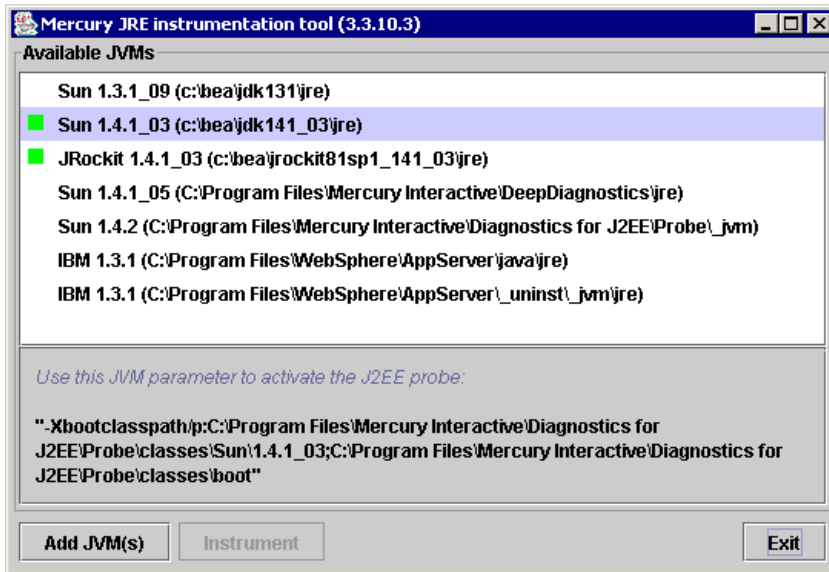 Mercury JRE instrumentation tool (3.3.10.3)
Available JVMs
Sun 1.3.1_09 (c:\bea\jdk131\jre)
Sun 1.4.1_03 (c:\bea\jdk141_03\jre)
JRockit 1.4.1_03 (c:\bea\jrockit81sp1_141_03\jre)
Sun 1.4.1_05 (C:\Program Files\Mercury Interactive\DeepDiagnostics\jre)
Sun 1.4.2 (C:\Program Files\Mercury Interactive\Diagnostics for J2EE\Probe\_jvm)
IBM 1.3.1 (C:\Program Files\WebSphere\AppServer\java\jre)
IBM 1.3.1 (C:\Program Files\WebSphere\AppServer\_uninst\_jvm\jre)
Use this JVM parameter to activate the J2EE probe:
"-Xbootclasspath/p:C:\Program Files\Mercury Interactive\Diagnostics for
J2EE\Probe\classes\Sun\1.4.1_03;C:\Program Files\Mercury Interactive\Diagnostics for
J2EE\Probe\classes\boot"
Add JVM(s) Instrument Exit